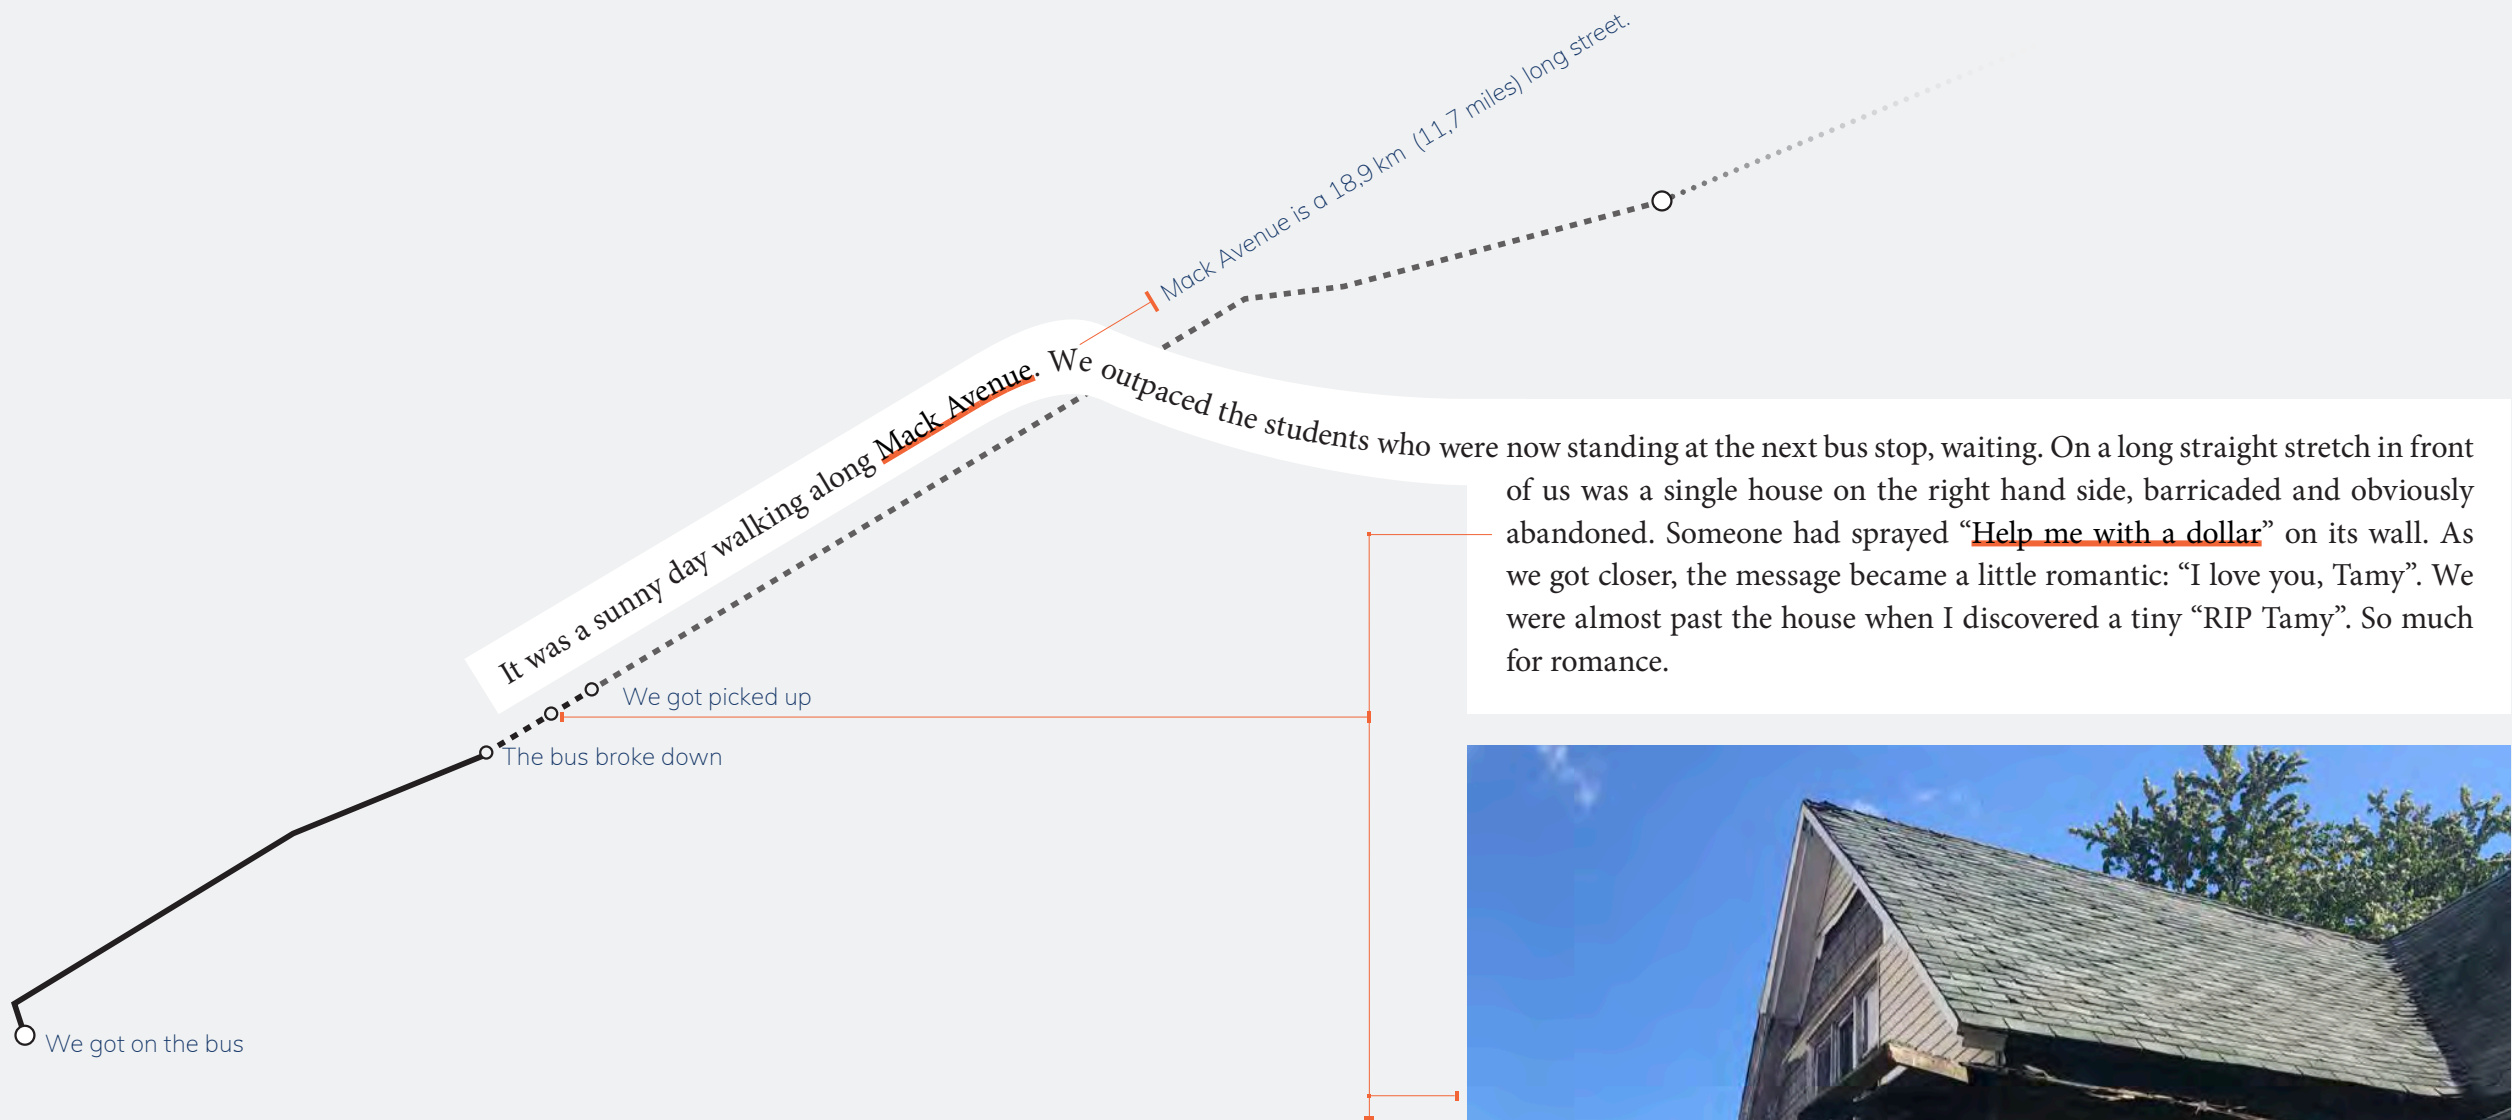 Mack Avenue is a 18,9 km (11,7 miles) long street.
It was a sunny day walking along Mack Avenue. We outpaced the students who were now standing at the next bus stop, waiting. On a long straight stretch in front
of us was a single house on the right hand side, barricaded and obviously
abandoned. Someone had sprayed “Help me with a dollar” on its wall. As
we got closer, the message became a little romantic: “I love you, Tamy”. We
were almost past the house when I discovered a tiny “RIP Tamy”. So much
for romance.
We got picked up
The bus broke down
We got on the bus